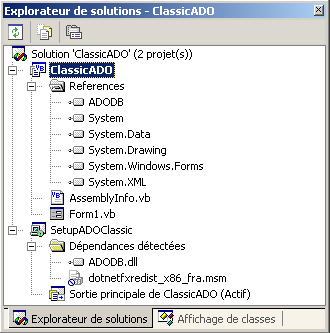 Explorateur de solutions - ClassicADO
Solution 'ClassicADO' (2 projet(s))
ClassicADO
References
ADODB
System
System.Data
System.Drawing
System.Windows.Forms
System.XML
AssemblyInfo.vb
Form1.vb
SetupADOClassic
Dépendances détectées
ADODB.dll
dotnetfxredist_x86_fra.msm
Sortie principale de ClassicADO (Actif)
Explorateur de solutions Affichage de classes